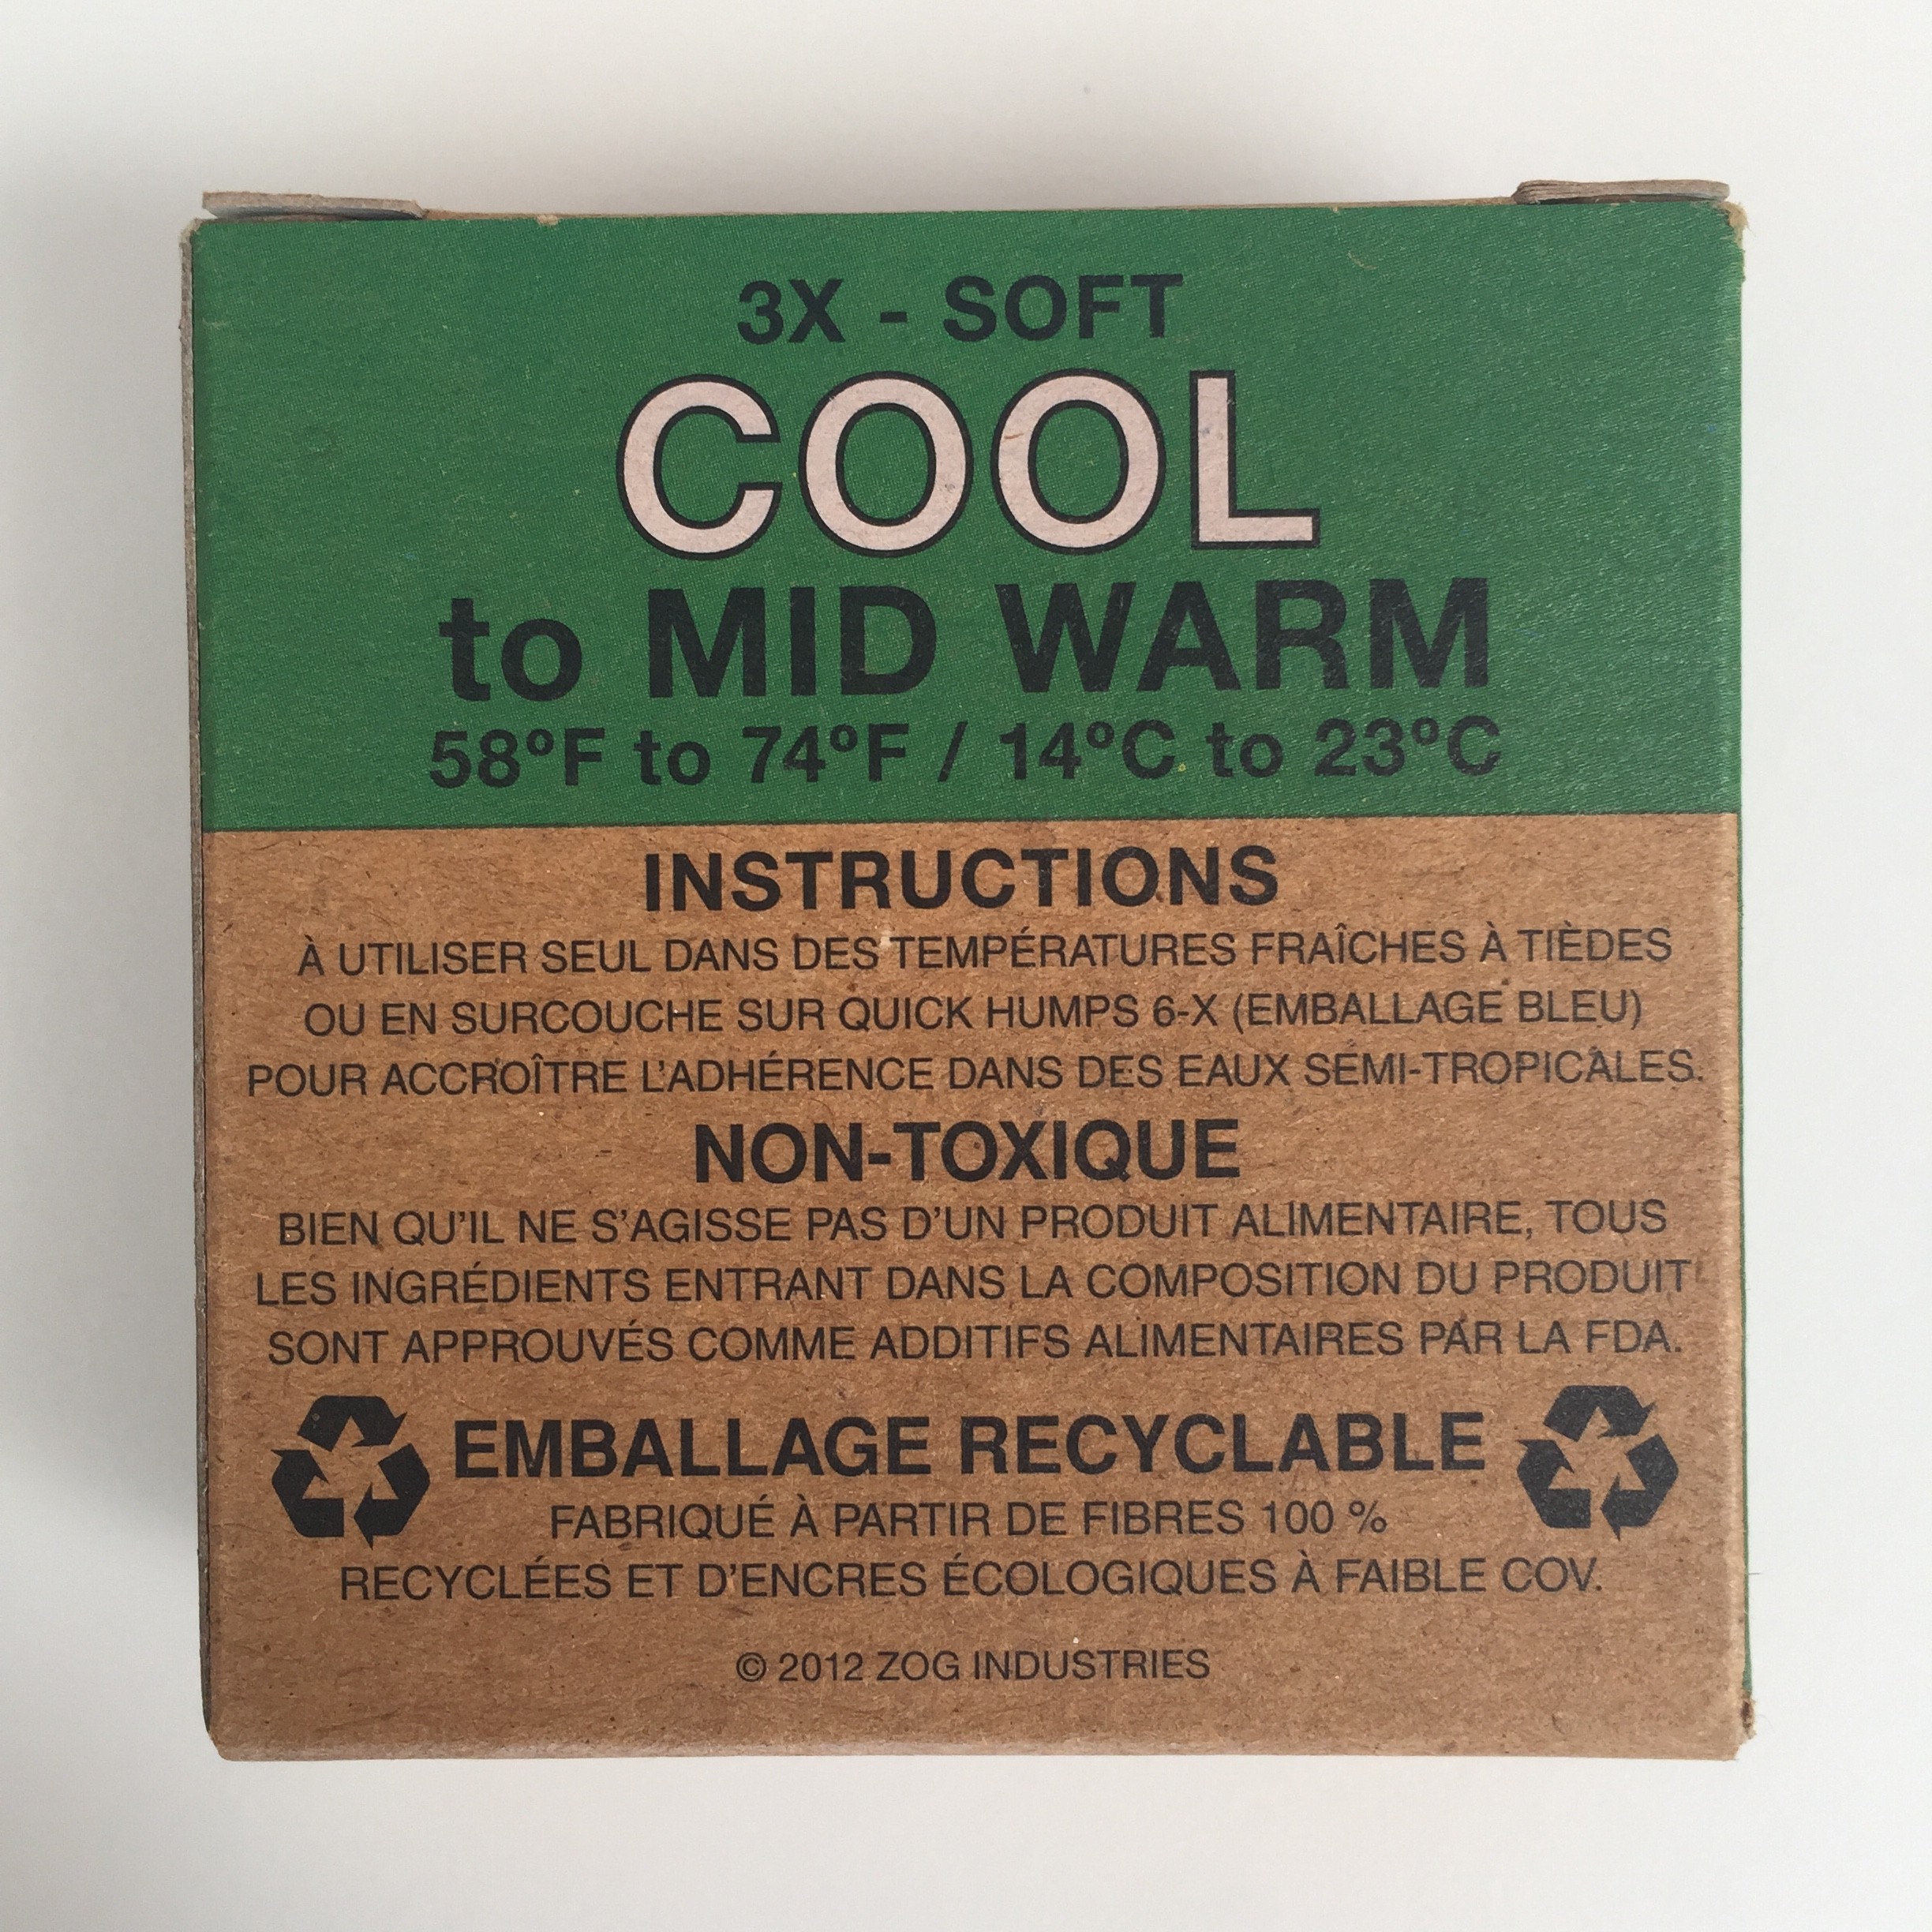 3X - SOFT
COOL
to MID WARM
58ºF to 74ºF / 14ºC to 23ºC
INSTRUCTIONS
À UTILISER SEUL DANS DES TEMPÉRATURES FRAÎCHES À TIÈDES
OU EN SURCOUCHE SUR QUICK HUMPS 6-X (EMBALLAGE BLEU)
POUR ACCROÎTRE L'ADHÉRENCE DANS DES EAUX SEMI-TROPICALES.
NON-TOXIQUE
BIEN QU'IL NE S'AGISSE PAS D'UN PRODUIT ALIMENTAIRE, TOUS
LES INGRÉDIENTS ENTRANT DANS LA COMPOSITION DU PRODUIT
SONT APPROUVÉS COMME ADDITIFS ALIMENTAIRES PAR LA FDA.
EMBALLAGE RECYCLABLE
FABRIQUÉ À PARTIR DE FIBRES 100 %
RECYCLÉES ET D'ENCRES ÉCOLOGIQUES À FAIBLE COV.
© 2012 ZOG INDUSTRIES